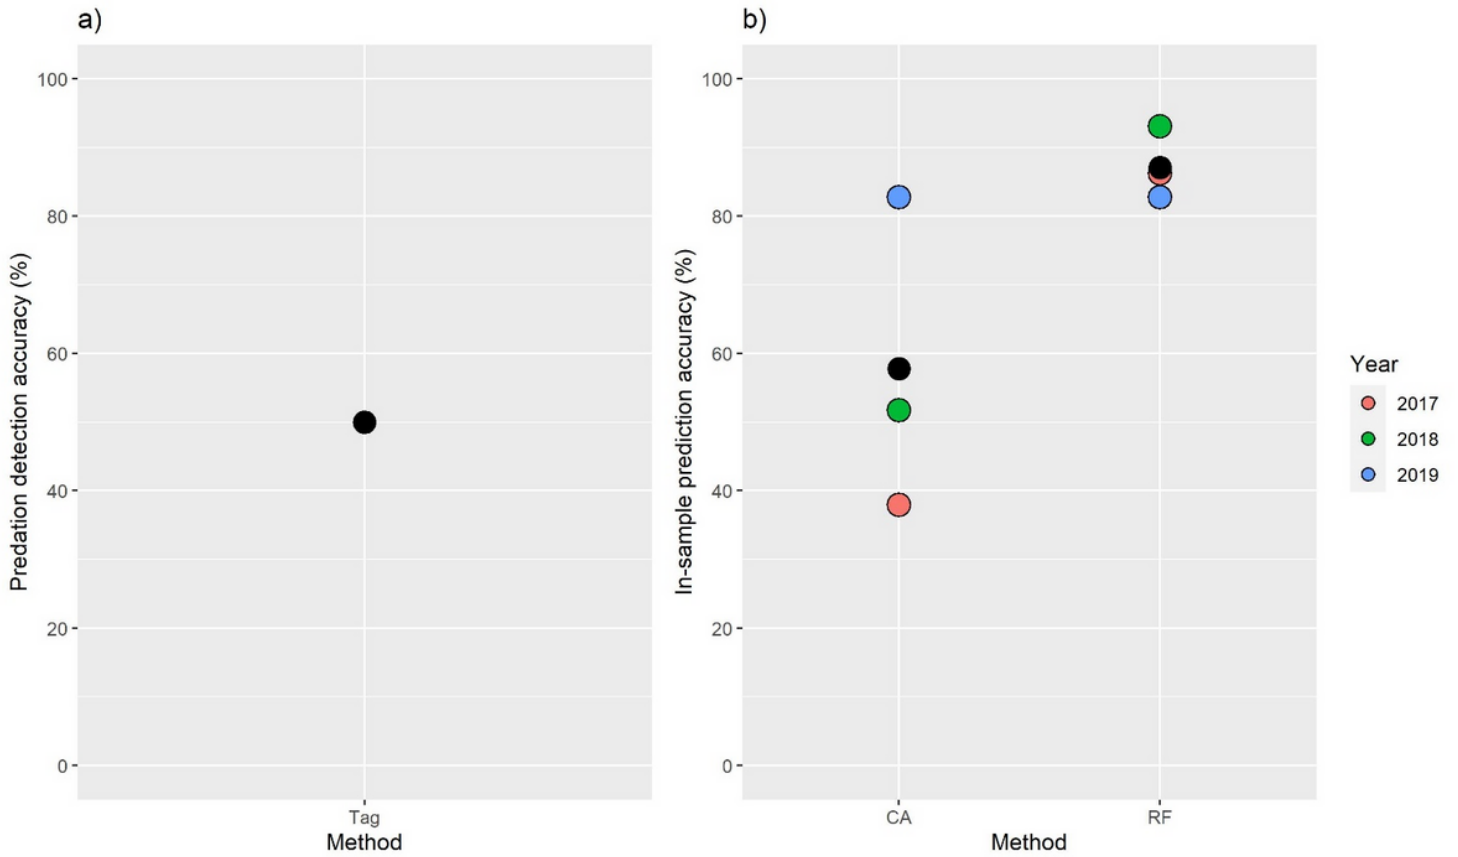 a)
Predation detection accuracy (%)
100
80
60
40
20
0
Tag
Method
b)
In-sample prediction accuracy (%)
100
80
60
40
20
0
CA RF
Method
Year
2017
2018
2019